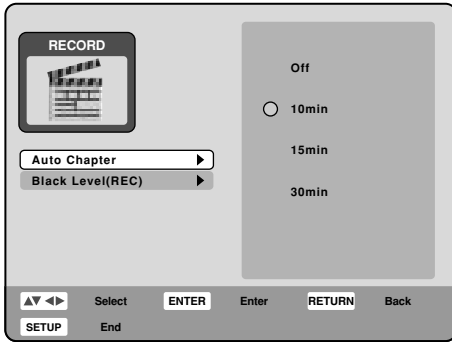 RECORD
Auto Chapter
Black Level(REC)
Off
10min
15min
30min
Select ENTER Enter RETURN Back
SETUP End